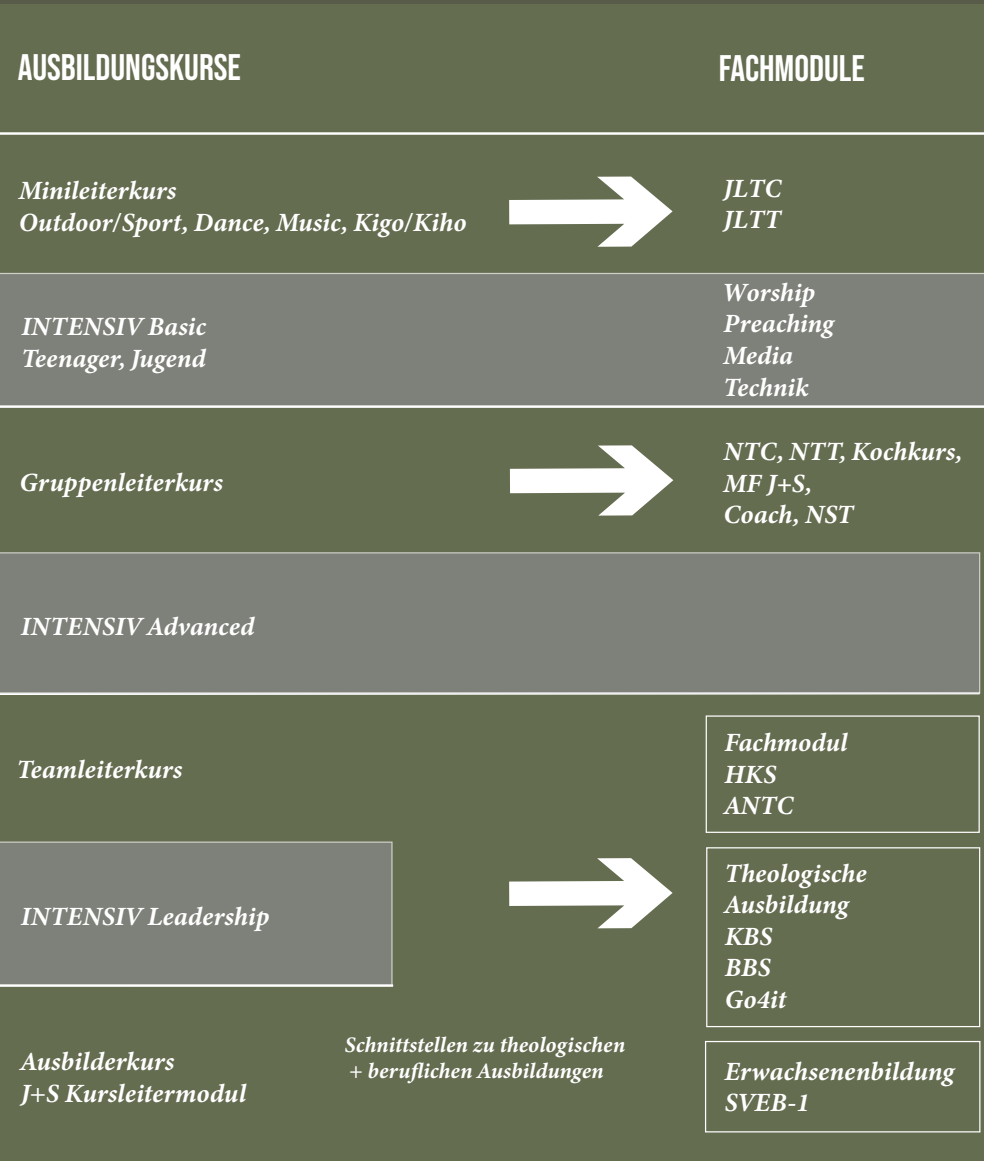 AUSBILDUNGSKURSE
FACHMODULE
Minileiterkurs
Outdoor/Sport, Dance, Music, Kigo/Kiho
JLTC
JLTT
INTENSIV Basic
Teenager, Jugend
Worship
Preaching
Media
Technik
Gruppenleiterkurs
NTC, NTT, Kochkurs,
MF J+S,
Coach, NST
INTENSIV Advanced
Teamleiterkurs
Fachmodul
HKS
ANTC
INTENSIV Leadership
Theologische
Ausbildung
KBS
BBS
Go4it
Ausbilderkurs
J+S Kursleitermodul
Schnittstellen zu theologischen
+ beruflichen Ausbildungen
Erwachsenenbildung
SVEB-1